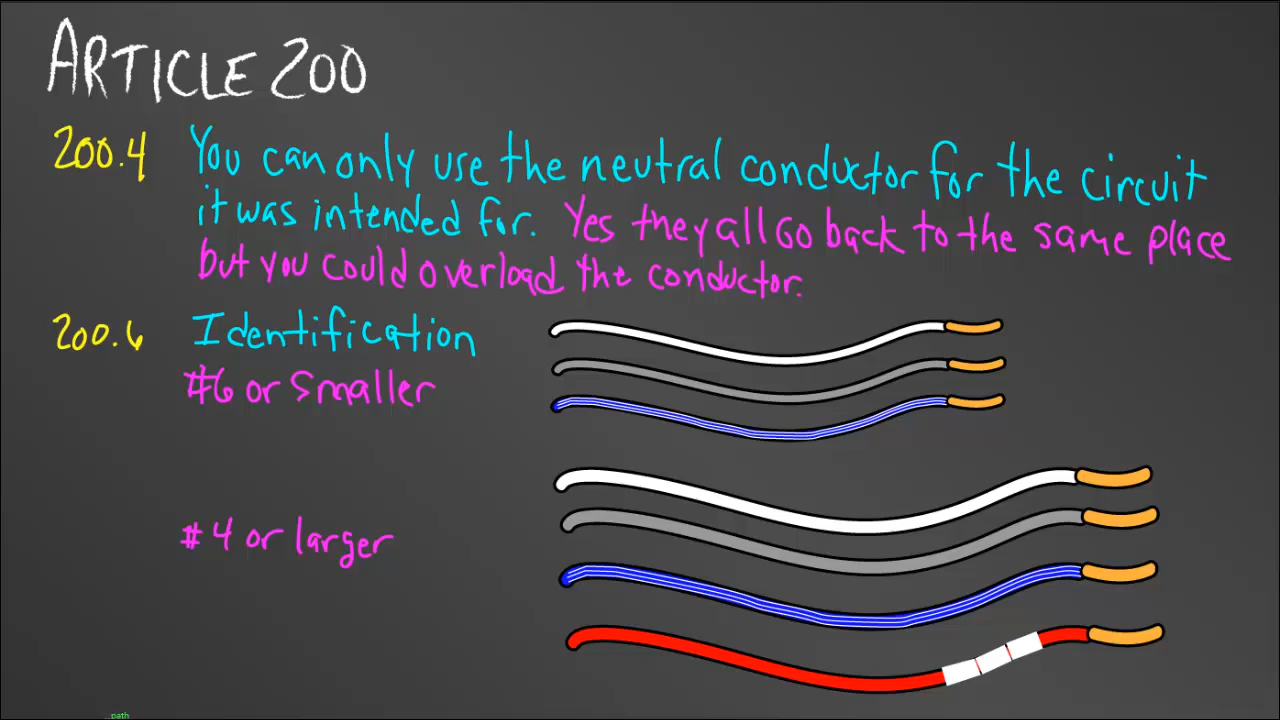 ARTICLE 200
200.4 You can only use the neutral conductor for the circuit
it was intended for. Yes they all Go back to the same place
but you could overload the conductor.
200.6 Identification
#6 or smaller
#4 or larger
...path